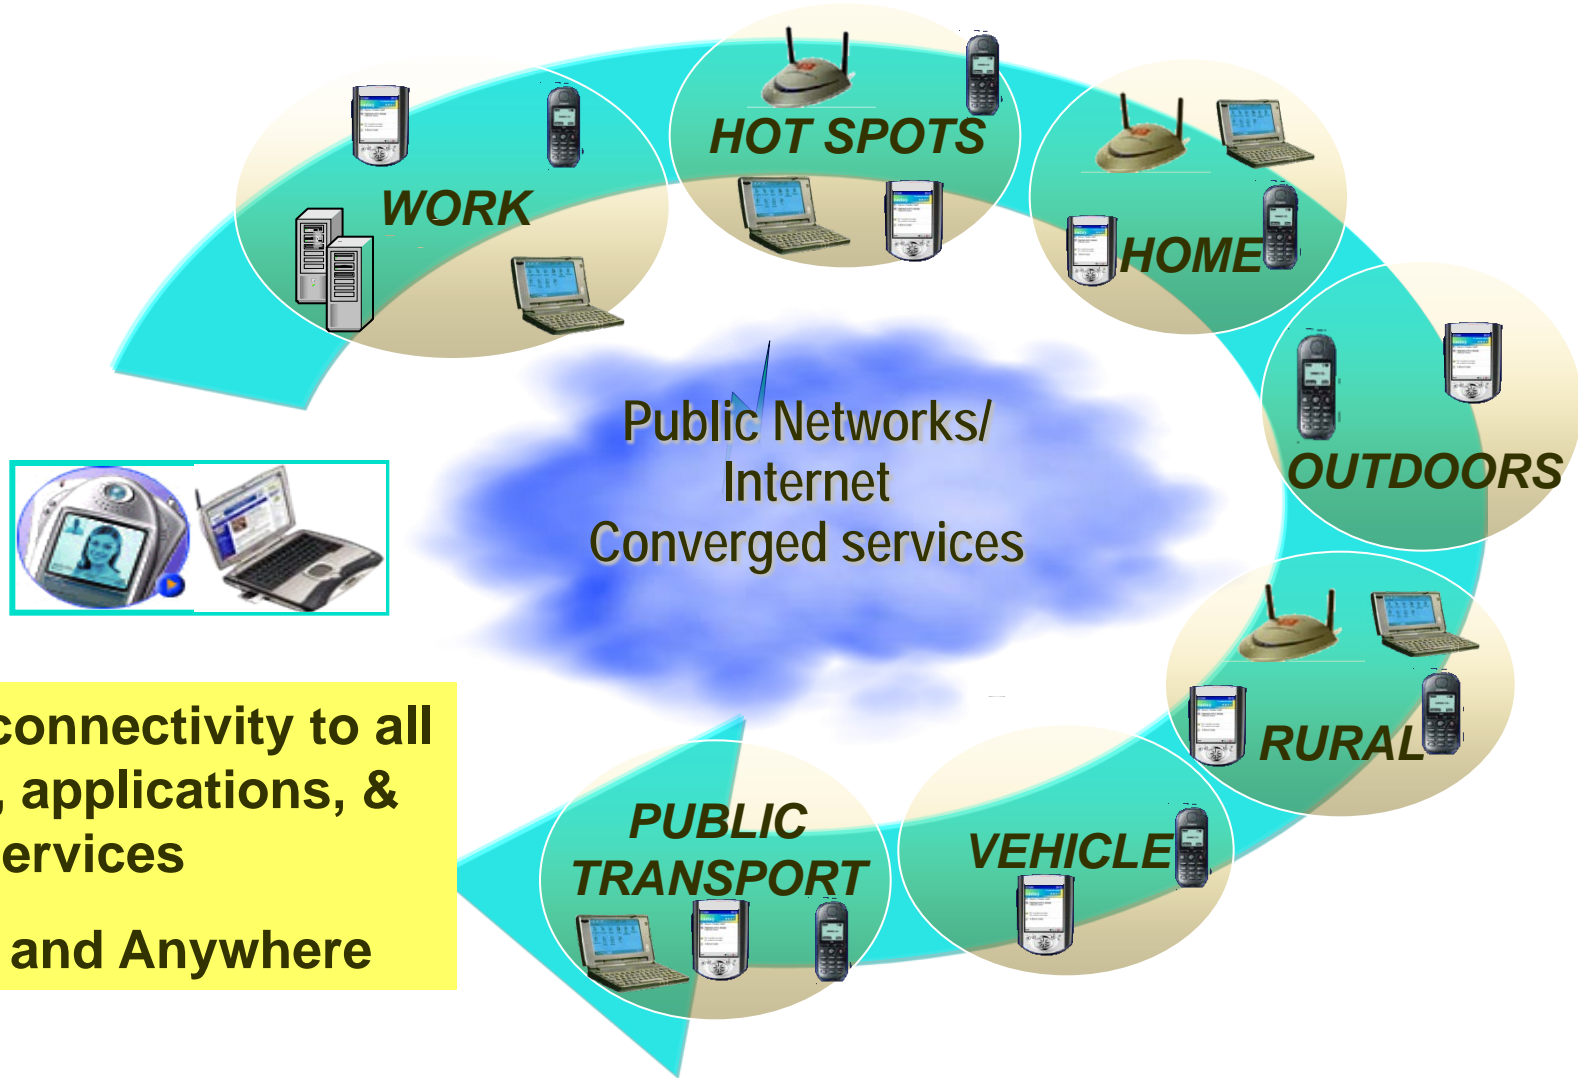 HOT SPOTS
WORK
HOME
OUTDOORS
Public Networks/
Internet
Converged services
RURAL
VEHICLE
PUBLIC
TRANSPORT
connectivity to all
, applications, &
ervices
and Anywhere